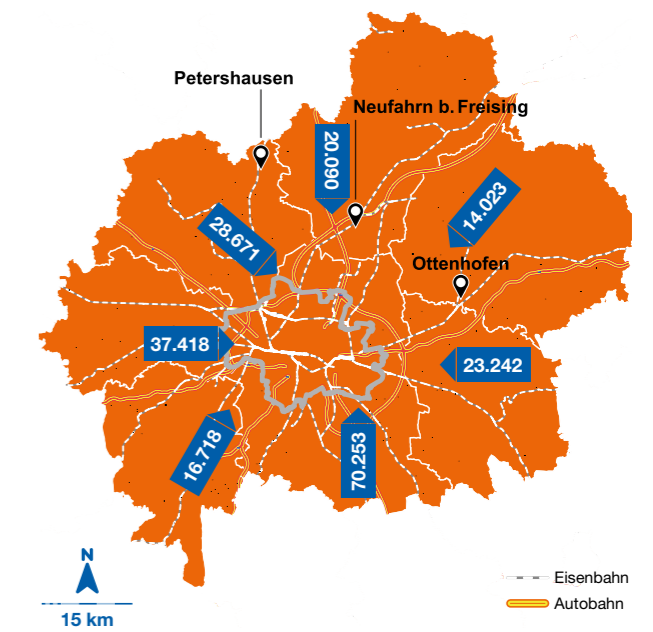 Petershausen
Neufahrn b. Freising
20.090
14.023
28.671
Ottenhofen
37.418
23.242
16.718
70.253
N
15 km
Eisenbahn
Autobahn